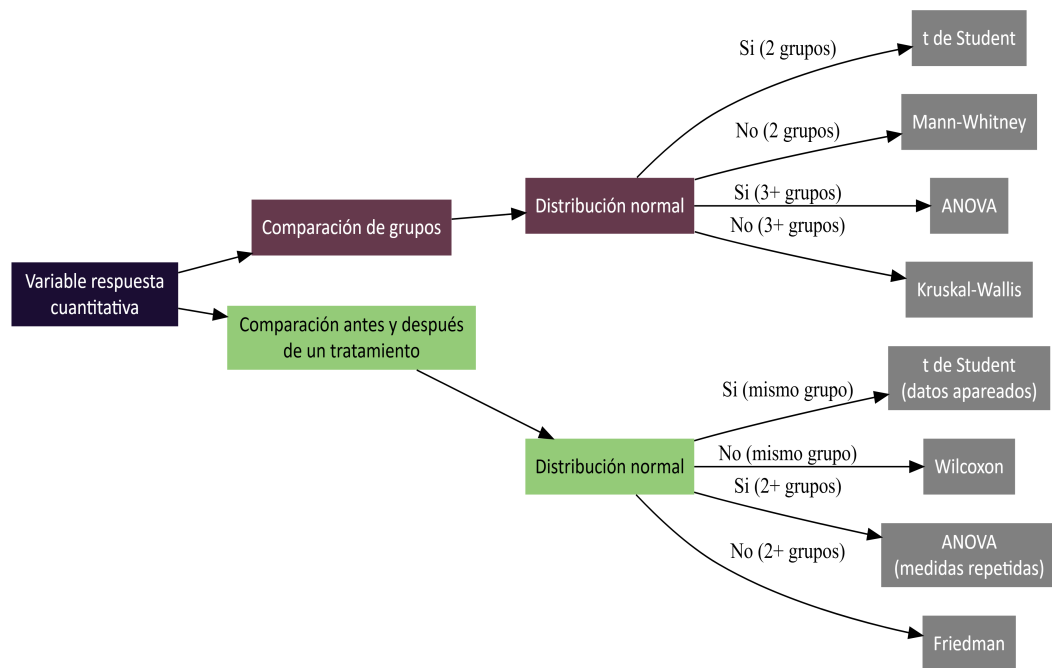 Variable respuesta
cuantitativa
Comparación de grupos
Comparación antes y después
de un tratamiento
Distribución normal
Si (2 grupos)
No (2 grupos)
Si (3+ grupos)
No (3+ grupos)
t de Student
Mann-Whitney
ANOVA
Kruskal-Wallis
Distribución normal
Si (mismo grupo)
No (mismo grupo)
Si (2+ grupos)
No (2+ grupos)
t de Student
(datos apareados)
Wilcoxon
ANOVA
(medidas repetidas)
Friedman